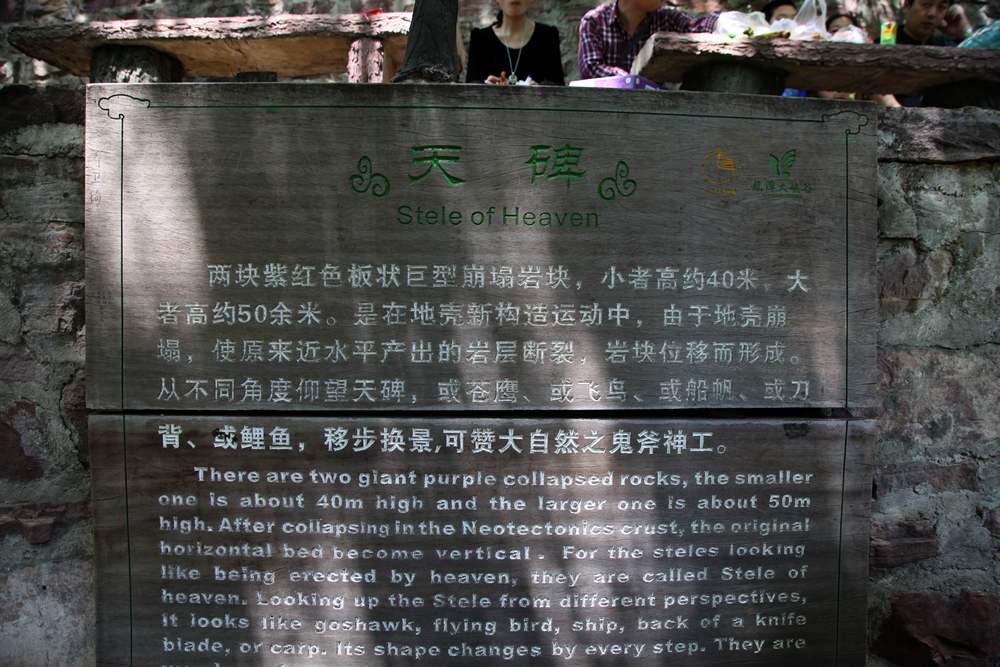 天碑
Stele of Heaven
龙潭大峡谷
两块紫红色板状巨型崩塌岩块，小者高约40米，大
者高约50余米。是在地壳新构造运动中，由于地壳崩
塌，使原来近水平产出的岩层断裂，岩块位移而形成。
从不同角度仰望天碑，或苍鹰、或飞鸟、或船帆、或刀
背、或鲤鱼，移步换景,可赞大自然之鬼斧神工。
There are two giant purple collapsed rocks, the smaller
one is about 40m high and the larger one is about 50m
high. After collapsing in the Neotectonics crust, the original
horizontal bed become vertical. For the steles looking
like being erected by heaven, they are called Stele of
heaven. Looking up the Stele from different perspectives,
it looks like goshawk, flying bird, ship, back of a knife
blade, or carp. Its shape changes by every step. They are